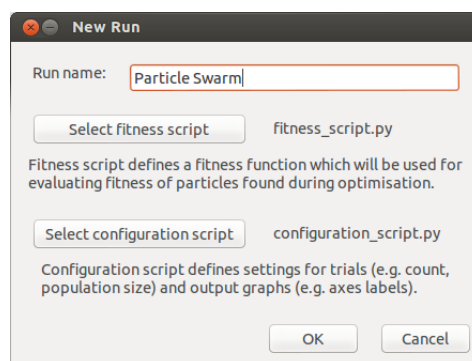 New Run
Run name: Particle Swarm
Select fitness script fitness_script.py
Fitness script defines a fitness function which will be used for
evaluating fitness of particles found during optimisation.
Select configuration script configuration_script.py
Configuration script defines settings for trials (e.g. count,
population size) and output graphs (e.g. axes labels).
OK Cancel